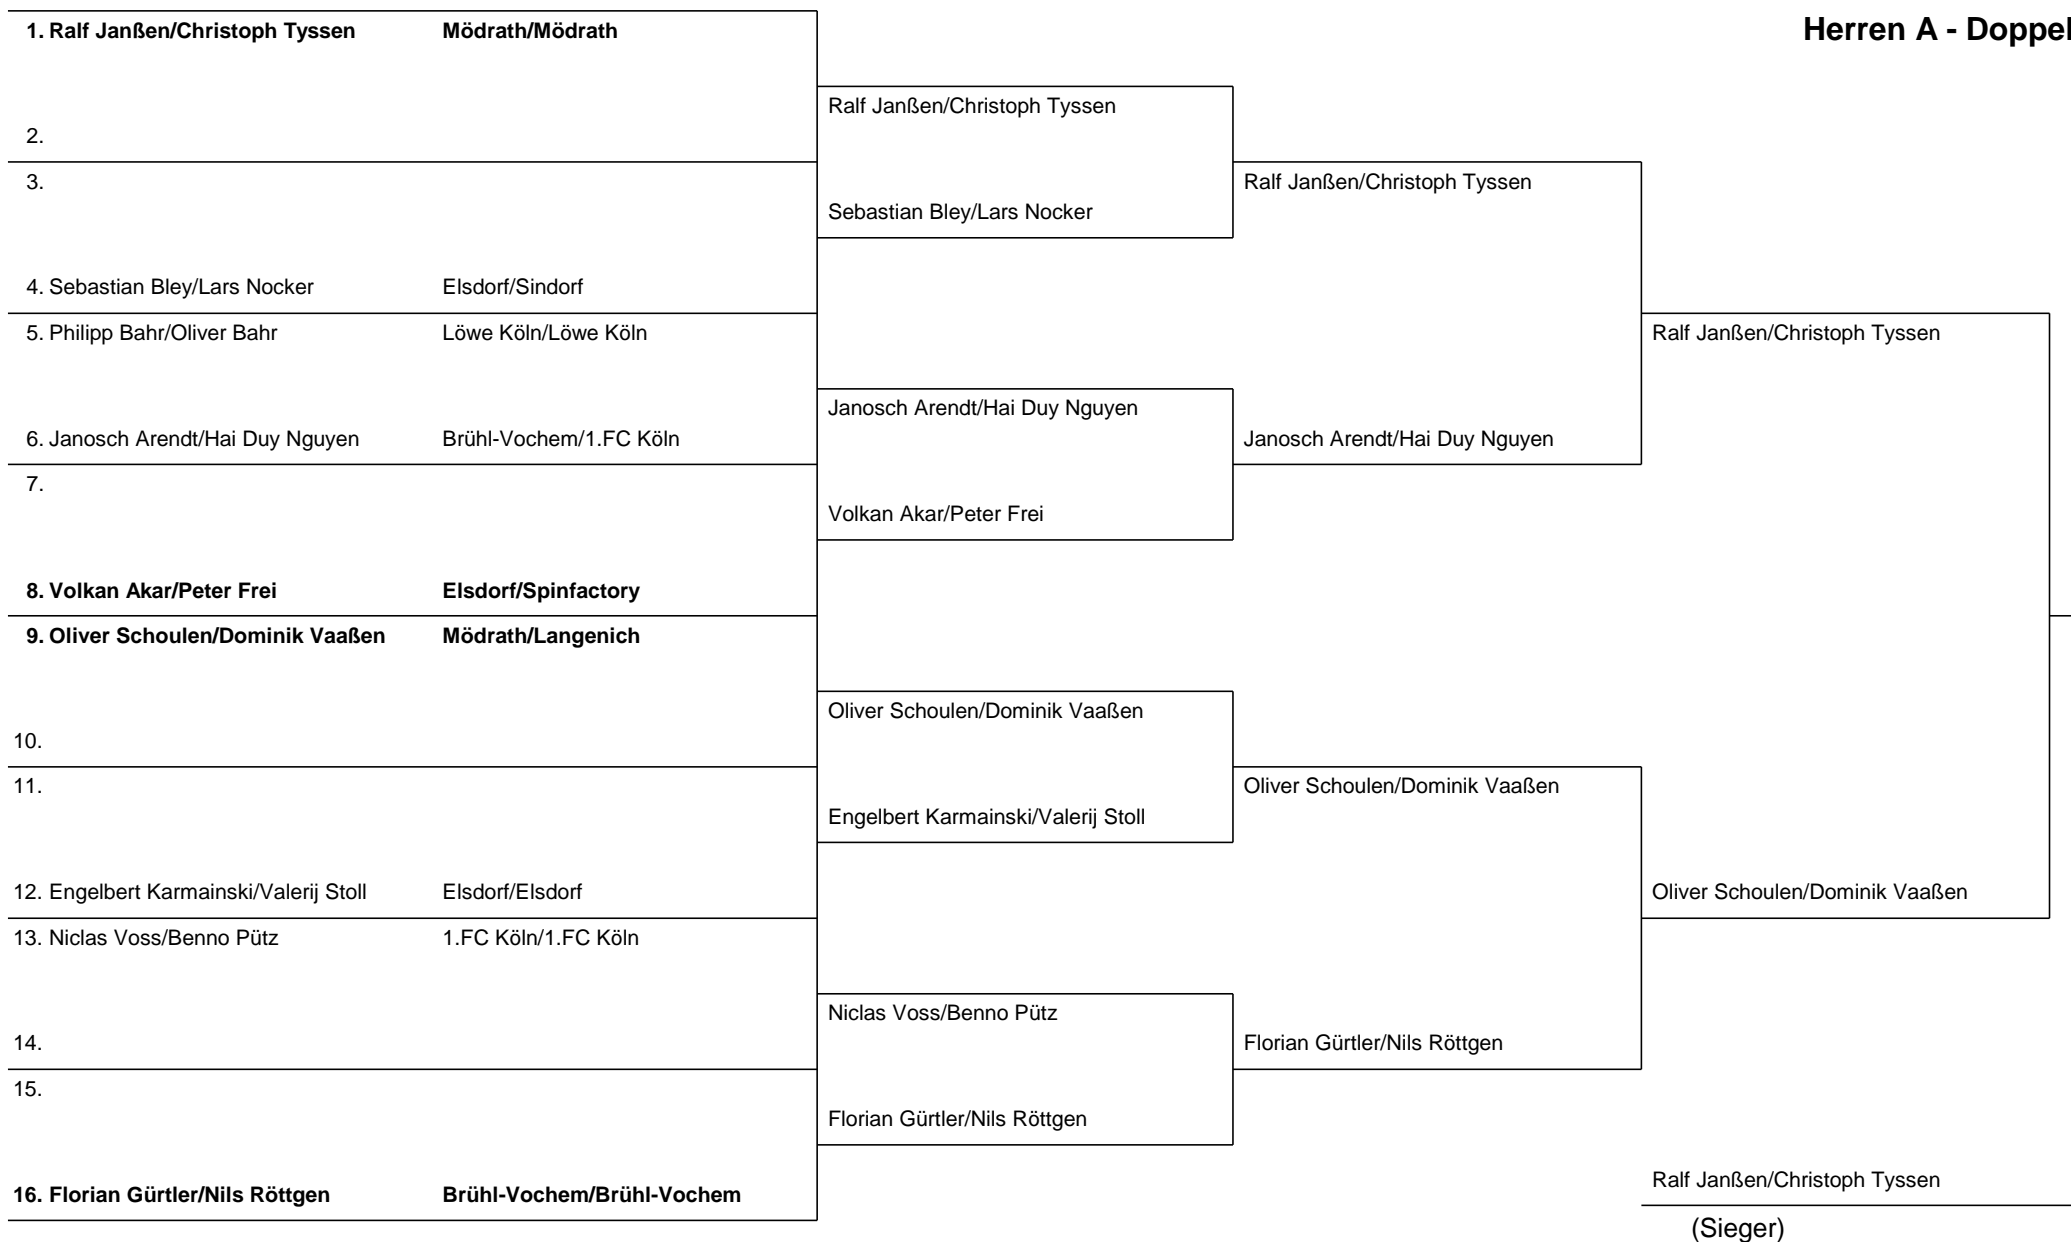 1. Ralf Janßen/Christoph Tyssen Mödrath/Mödrath
Herren A - Doppel
Ralf Janßen/Christoph Tyssen
2.
3.
Ralf Janßen/Christoph Tyssen
Sebastian Bley/Lars Nocker
4. Sebastian Bley/Lars Nocker Elsdorf/Sindorf
5. Philipp Bahr/Oliver Bahr Löwe Köln/Löwe Köln
Ralf Janßen/Christoph Tyssen
Janosch Arendt/Hai Duy Nguyen
6. Janosch Arendt/Hai Duy Nguyen Brühl-Vochem/1.FC Köln
Janosch Arendt/Hai Duy Nguyen
7.
Volkan Akar/Peter Frei
8. Volkan Akar/Peter Frei Elsdorf/Spinfactory
9. Oliver Schoulen/Dominik Vaaßen Mödrath/Langenich
Oliver Schoulen/Dominik Vaaßen
10.
11.
Oliver Schoulen/Dominik Vaaßen
Engelbert Karmainski/Valerij Stoll
12. Engelbert Karmainski/Valerij Stoll Elsdorf/Elsdorf
Oliver Schoulen/Dominik Vaaßen
13. Niclas Voss/Benno Pütz 1.FC Köln/1.FC Köln
Niclas Voss/Benno Pütz
14.
Florian Gürtler/Nils Röttgen
15.
Florian Gürtler/Nils Röttgen
Ralf Janßen/Christoph Tyssen
16. Florian Gürtler/Nils Röttgen Brühl-Vochem/Brühl-Vochem
(Sieger)